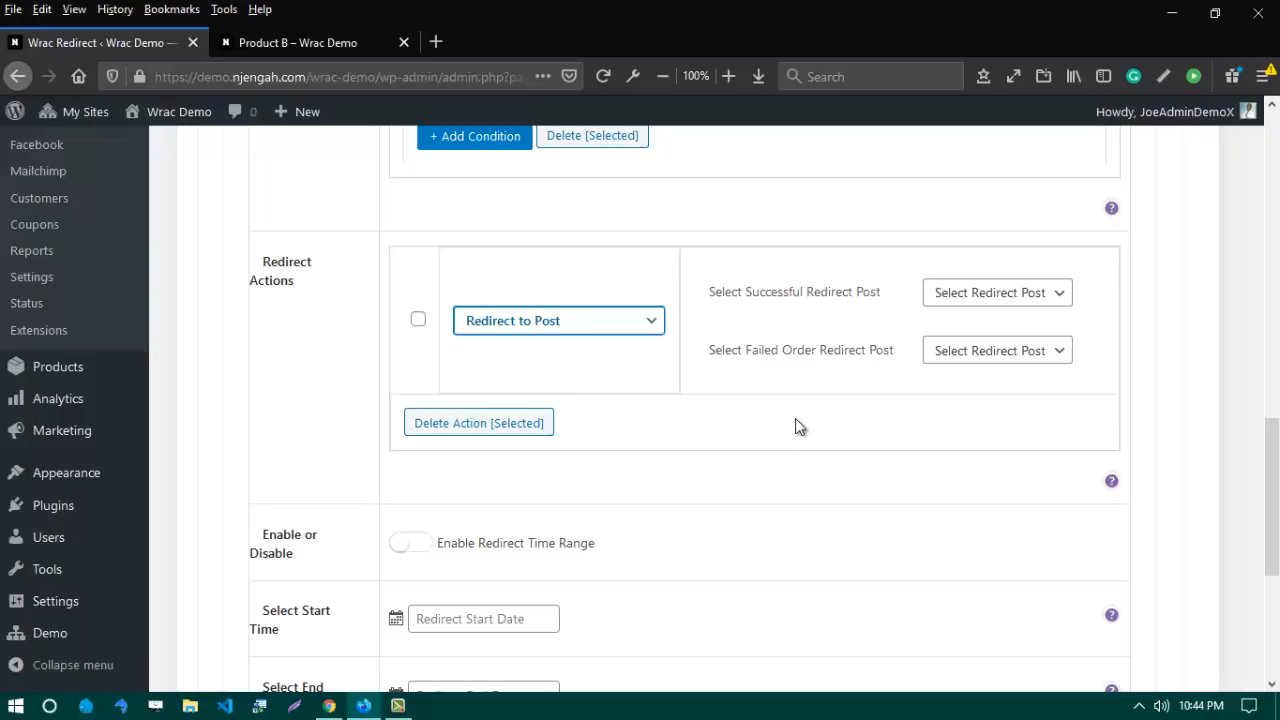 File Edit View History Bookmarks Tools Help
Wrac Redirect ‹ Wrac Demo —
Product B – Wrac Demo
https://demo.njengah.com/wrac-demo/wp-admin/admin.php?pa
100%
Search
My Sites
Wrac Demo
0
New
Howdy, JoeAdminDemoX
Facebook
Mailchimp
Customers
Coupons
Reports
Settings
Status
Extensions
Products
Analytics
Marketing
Appearance
Plugins
Users
Tools
Settings
Demo
Collapse menu
+ Add Condition
Delete [Selected]
Redirect
Actions
Redirect to Post
Select Successful Redirect Post
Select Redirect Post
Select Failed Order Redirect Post
Select Redirect Post
Delete Action [Selected]
Enable or
Disable
Enable Redirect Time Range
Select Start
Time
Redirect Start Date
Select End
10:44 PM